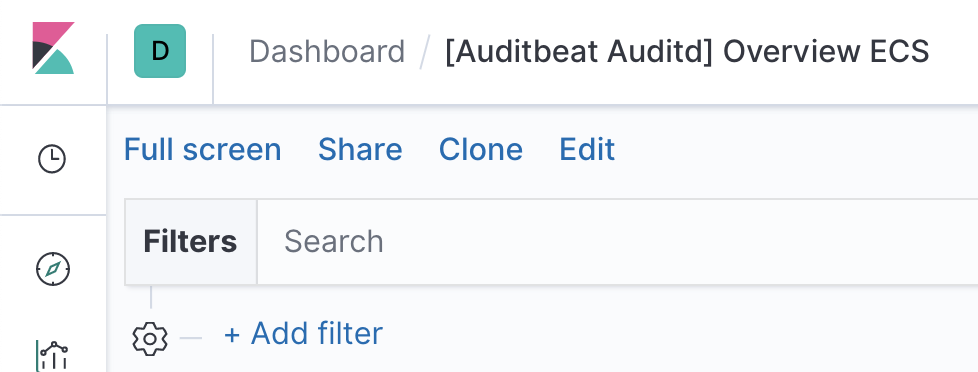 D Dashboard / [Auditbeat Auditd] Overview ECS
Full screen Share Clone Edit
Filters Search
+ Add filter